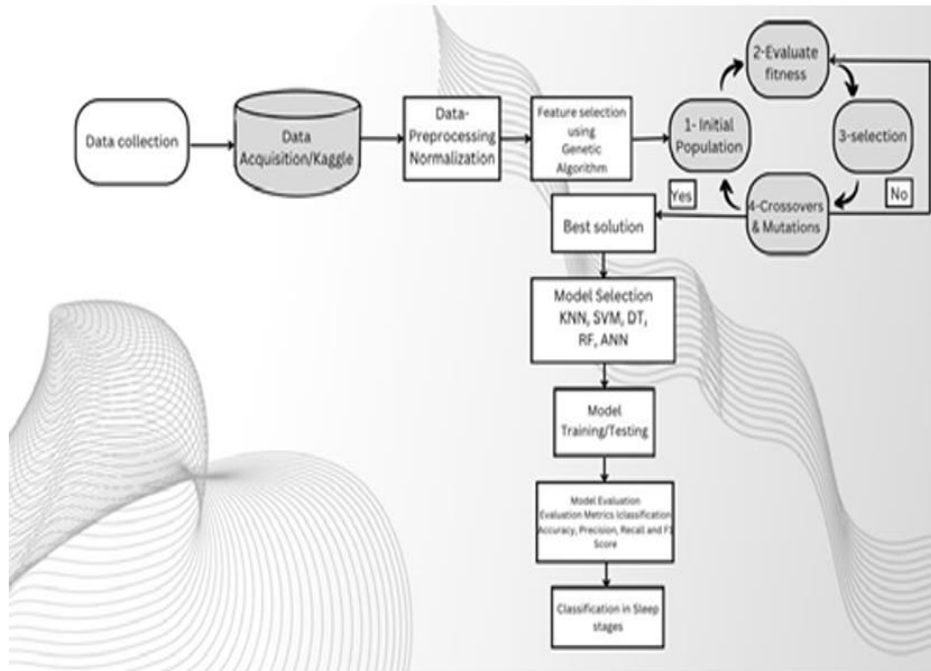 Data collection
Data
Acquisition/Kaggle
Data-
Preprocessing
Normalization
Feature selection
using
Genetic
Algorithm
1- Initial
Population
2-Evaluate
fitness
3-selection
4-Crossovers
& Mutations
Yes
No
Best solution
Model Selection
KNN, SVM, DT,
RF, ANN
Model
Training/Testing
Model Evaluation
Evaluation Metrics (classification
Accuracy, Precision, Recall and F1
Score
Classification in Sleep
stages